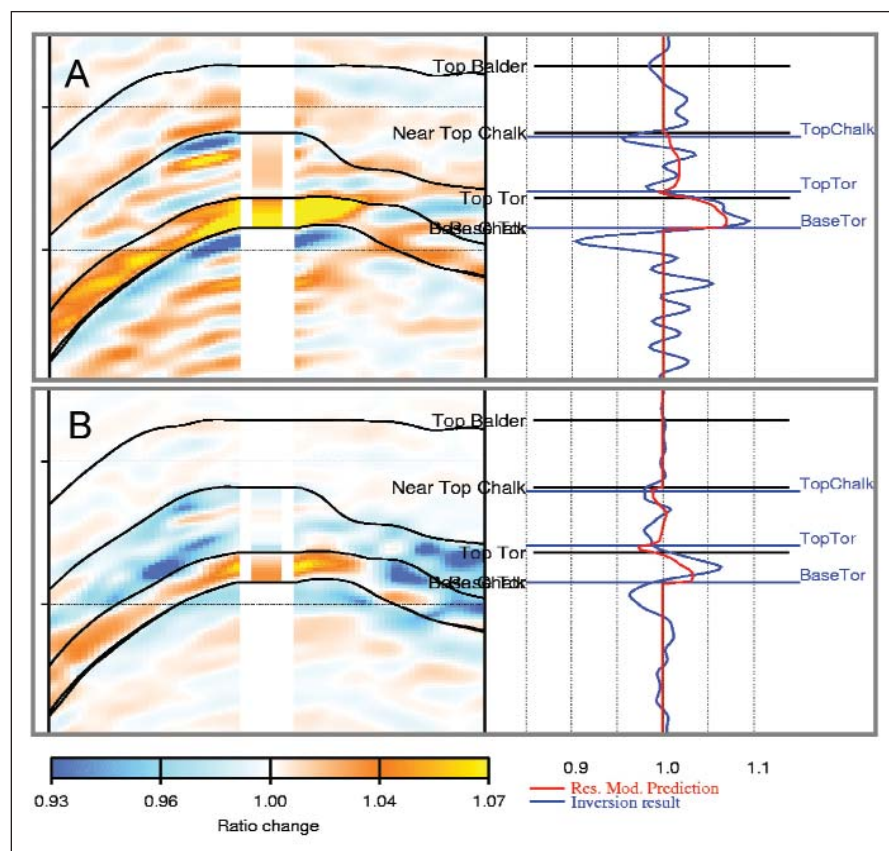 A
Top Balder
Near Top Chalk
TopChalk
TopTor
Top Tor
BaseTor
B
Top Balder
Near Top Chalk
TopChalk
TopTor
Top Tor
BaseTor
0.93 0.96 1.00 1.04 1.07
Ratio change
0.9 1.0 1.1
Res. Mod. Prediction
Inversion result